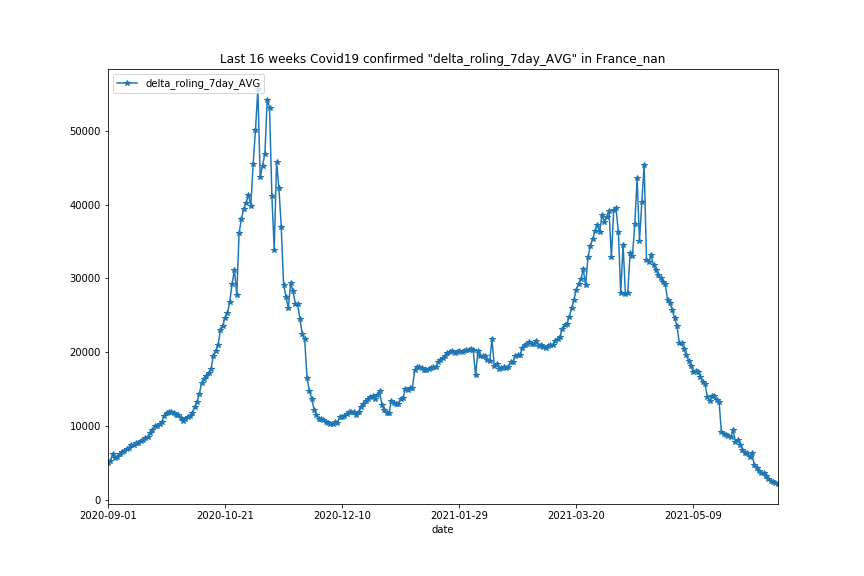 Last 16 weeks Covid19 confirmed "delta_roling_7day_AVG" in France_nan
delta_roling_7day_AVG
50000
40000
30000
20000
10000
0
2020-09-01 2020-10-21 2020-12-10 2021-01-29 2021-03-20 2021-05-09
date